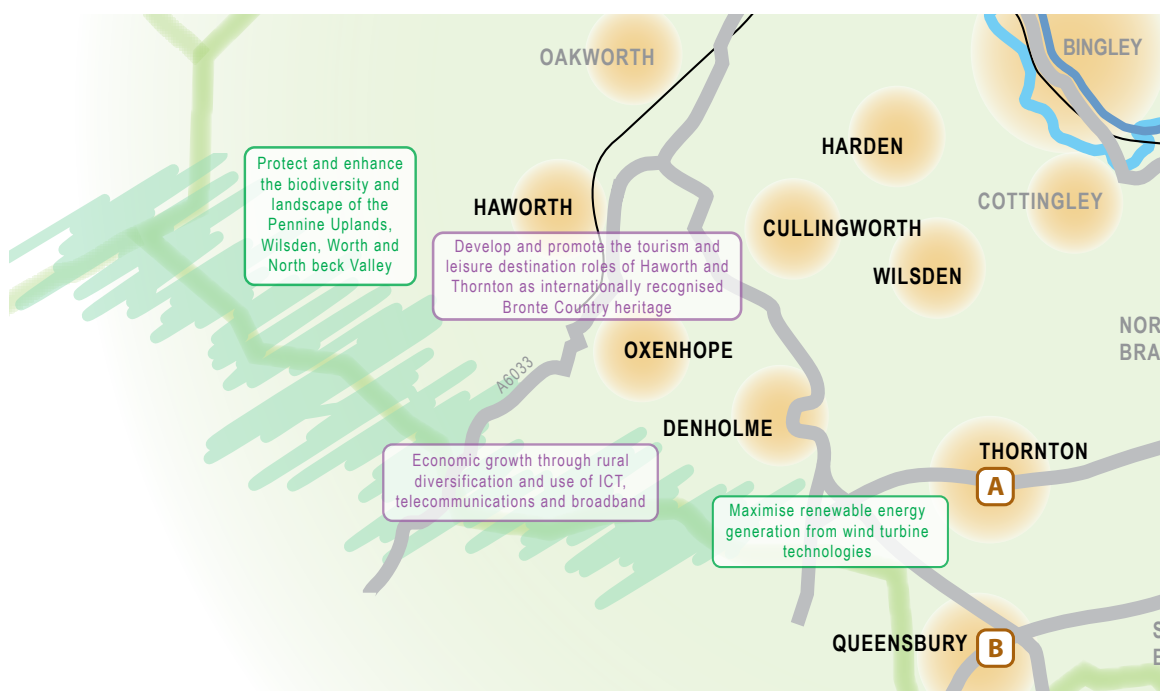 OAKWORTH
BINGLEY
HARDEN
Protect and enhance
the biodiversity and
landscape of the
Pennine Uplands,
Wilsden, Worth and
North beck Valley
HAWORTH
COTTINGLEY
CULLINGWORTH
Develop and promote the tourism and
leisure destination roles of Haworth and
Thornton as internationally recognised
Bronte Country heritage
WILSDEN
NOR
BRA
OXENHOPE
A6033
DENHOLME
THORNTON
Economic growth through rural
diversification and use of ICT,
telecommunications and broadband
A
Maximise renewable energy
generation from wind turbine
technologies
QUEENSBURY
B
S
E